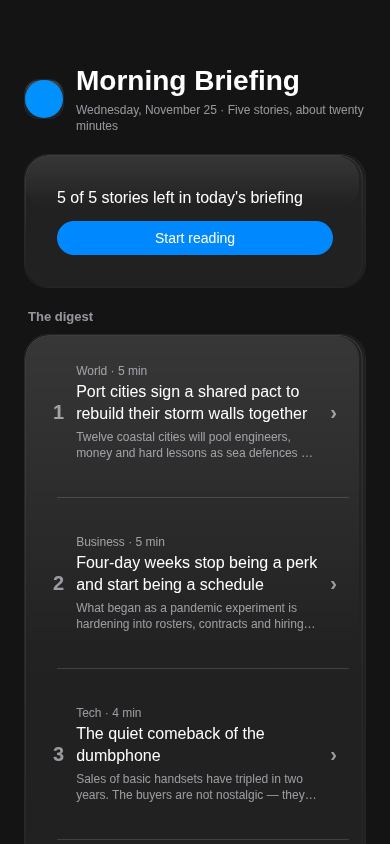 Morning Briefing
Wednesday, November 25 · Five stories, about twenty
minutes
5 of 5 stories left in today's briefing
Start reading
The digest
World · 5 min
1
Port cities sign a shared pact to
rebuild their storm walls together
Twelve coastal cities will pool engineers,
money and hard lessons as sea defences …
Business · 5 min
2
Four-day weeks stop being a perk
and start being a schedule
What began as a pandemic experiment is
hardening into rosters, contracts and hiring…
Tech · 4 min
3
The quiet comeback of the
dumbphone
Sales of basic handsets have tripled in two
years. The buyers are not nostalgic — they…